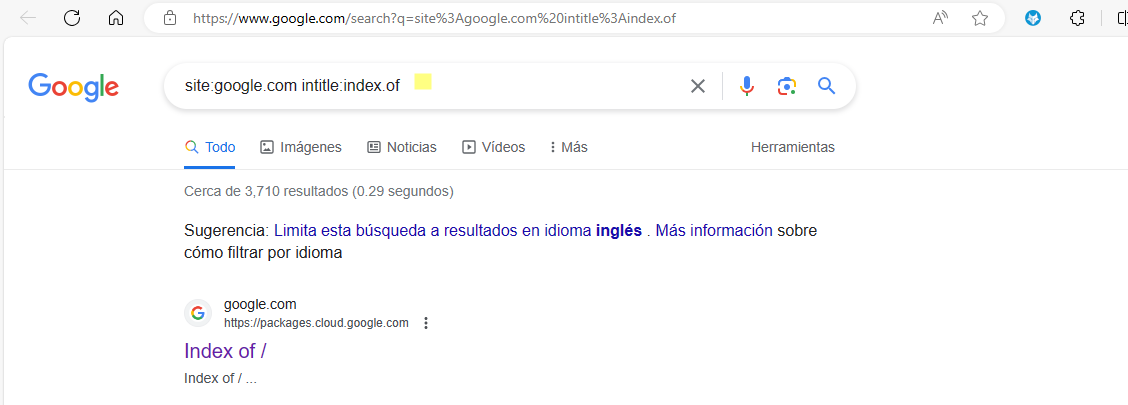 https://www.google.com/search?q=site%3Agoogle.com%20intitle%3Aindex.of
Google
site:google.com intitle:index.of
Todo Imágenes Noticias Vídeos Más Herramientas
Cerca de 3,710 resultados (0.29 segundos)
Sugerencia: Limita esta búsqueda a resultados en idioma inglés . Más información sobre
cómo filtrar por idioma
google.com
https://packages.cloud.google.com
Index of /
Index of / ...